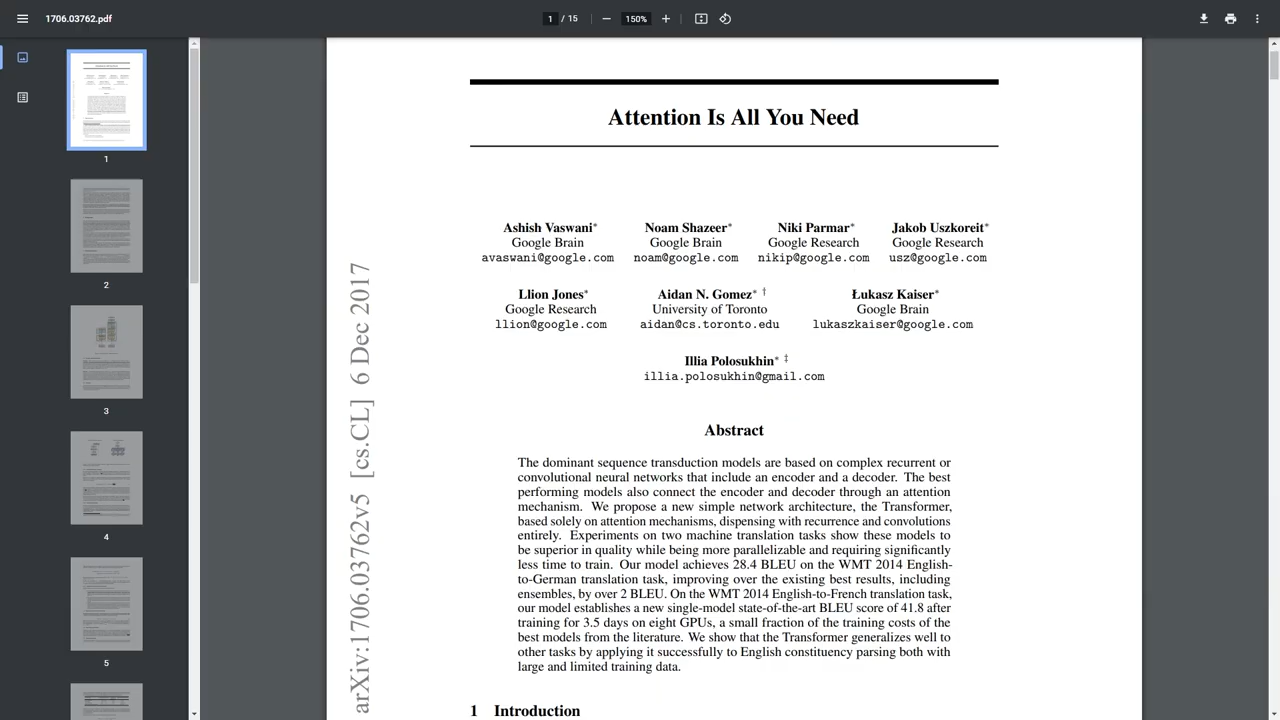 1706.03762.pdf
1 / 15
150%
1
2
3
4
5
arXiv:1706.03762v5 [cs.CL] 6 Dec 2017
Attention Is All You Need
Ashish Vaswani* Noam Shazeer* Niki Parmar* Jakob Uszkoreit*
Google Brain Google Brain Google Research Google Research
avaswani@google.com noam@google.com nikip@google.com usz@google.com
Llion Jones* Aidan N. Gomez* † Łukasz Kaiser*
Google Research University of Toronto Google Brain
llion@google.com aidan@cs.toronto.edu lukaszkaiser@google.com
Illia Polosukhin* ‡
illia.polosukhin@gmail.com
Abstract
The dominant sequence transduction models are based on complex recurrent or
convolutional neural networks that include an encoder and a decoder. The best
performing models also connect the encoder and decoder through an attention
mechanism. We propose a new simple network architecture, the Transformer,
based solely on attention mechanisms, dispensing with recurrence and convolutions
entirely. Experiments on two machine translation tasks show these models to
be superior in quality while being more parallelizable and requiring significantly
less time to train. Our model achieves 28.4 BLEU on the WMT 2014 English-
to-German translation task, improving over the existing best results, including
ensembles, by over 2 BLEU. On the WMT 2014 English-to-French translation task,
our model establishes a new single-model state-of-the-art BLEU score of 41.8 after
training for 3.5 days on eight GPUs, a small fraction of the training costs of the
best models from the literature. We show that the Transformer generalizes well to
other tasks by applying it successfully to English constituency parsing both with
large and limited training data.
1 Introduction